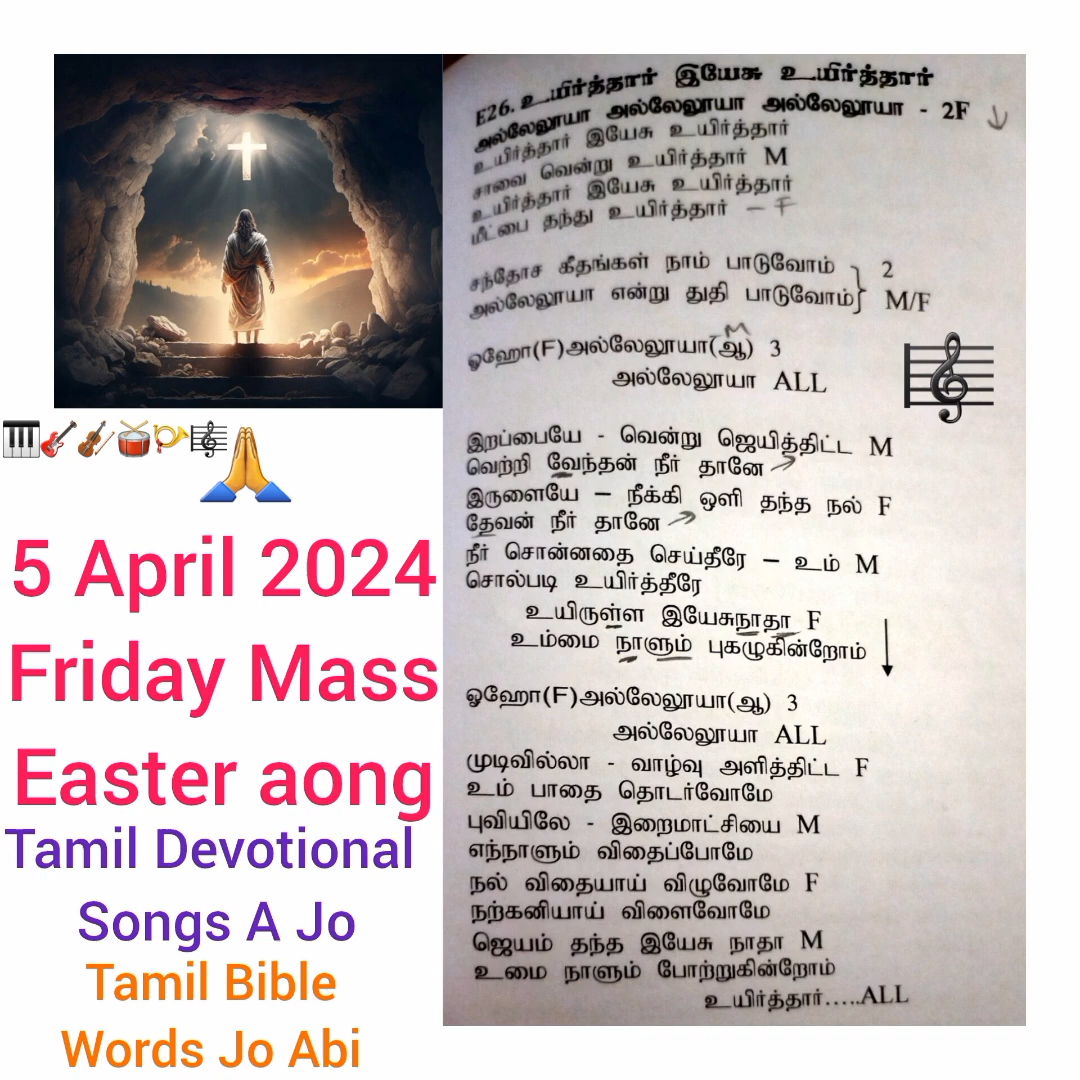 5 April 2024
Friday Mass
Easter aong
Tamil Devotional
Songs A Jo
Tamil Bible
Words Jo Abi
E26. உயிர்த்தார் இயேசு உயிர்த்தார்
அல்லேலூயா அல்லேலூயா அல்லேலூயா - 2F
உயிர்த்தார் இயேசு உயிர்த்தார்
சாவை வென்று உயிர்த்தார் M
உயிர்த்தார் இயேசு உயிர்த்தார்
மீட்பை தந்து உயிர்த்தார் – F
சந்தோச கீதங்கள் நாம் பாடுவோம் } 2
அல்லேலூயா என்று துதி பாடுவோம் } M/F
M
ஓஹோ(F)அல்லேலூயா(ஆ) 3
அல்லேலூயா ALL
இறப்பையே - வென்று ஜெயித்திட்ட M
வெற்றி வேந்தன் நீர் தானே
இருளையே – நீக்கி ஒளி தந்த நல் F
தேவன் நீர் தானே
நீர் சொன்னதை செய்தீரே – உம் M
சொல்படி உயிர்த்தீரே
உயிருள்ள இயேசுநாதா F
உம்மை நாளும் புகழுகின்றோம்
ஓஹோ(F)அல்லேலூயா(ஆ) 3
அல்லேலூயா ALL
முடிவில்லா - வாழ்வு அளித்திட்ட F
உம் பாதை தொடர்வோமே
புவியிலே - இறைமாட்சியை M
எந்நாளும் விதைப்போமே
நல் விதையாய் விழுவோமே F
நற்கனியாய் விளைவோமே
ஜெயம் தந்த இயேசு நாதா M
உமை நாளும் போற்றுகின்றோம்
உயிர்த்தார்.....ALL